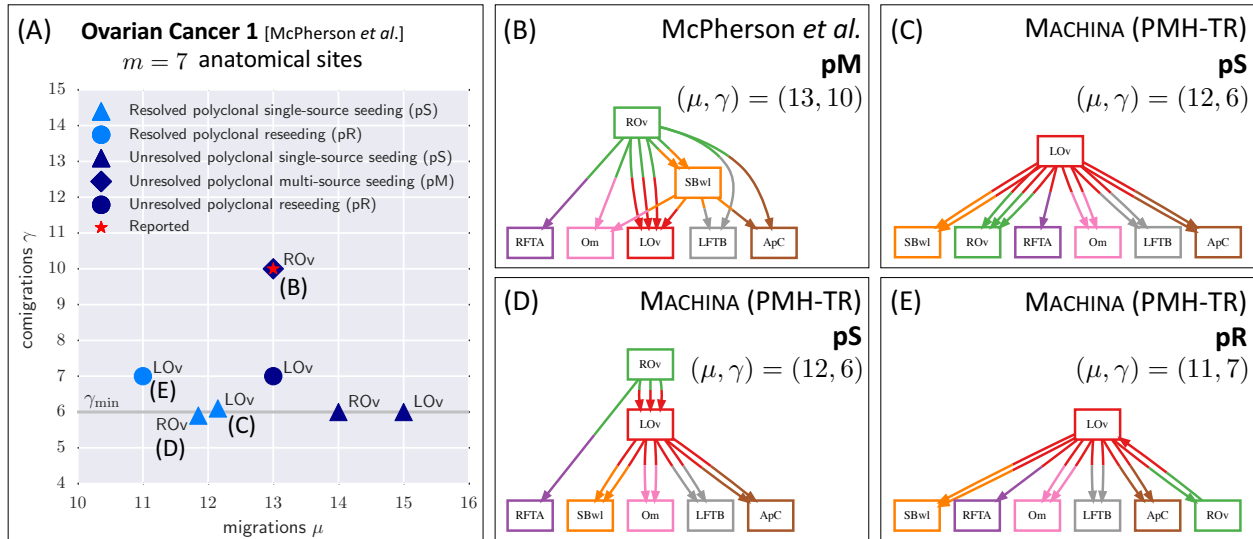 (A)
Ovarian Cancer 1 [McPherson et al.]
m = 7 anatomical sites
15
14
13
12
11
10
9
8
7
6
5
4
comigrations γ
Resolved polyclonal single-source seeding (pS)
Resolved polyclonal reseeding (pR)
Unresolved polyclonal single-source seeding (pS)
Unresolved polyclonal multi-source seeding (pM)
Unresolved polyclonal reseeding (pR)
Reported
ROv
(B)
LOv
(E)
LOv
γmin
LOv
(C)
ROv
(D)
ROv
LOv
10 11 12 13 14 15 16
migrations μ
(B)
McPherson et al.
pM
(μ, γ) = (13, 10)
ROv
SBwl
RFTA Om LOv LFTB ApC
(C)
MACHINA (PMH-TR)
pS
(μ, γ) = (12, 6)
LOv
SBwl ROv RFTA Om LFTB ApC
(D)
MACHINA (PMH-TR)
pS
(μ, γ) = (12, 6)
ROv
LOv
RFTA SBwl Om LFTB ApC
(E)
MACHINA (PMH-TR)
pR
(μ, γ) = (11, 7)
LOv
SBwl RFTA Om LFTB ApC ROv